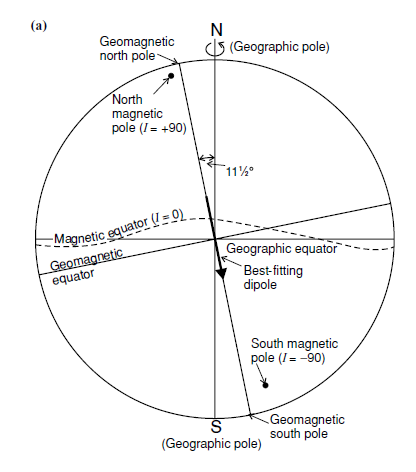 (a)
N
(Geographic pole)
Geomagnetic
north pole
North
magnetic
pole (I = +90)
11½°
Magnetic equator (I = 0)
Geomagnetic
equator
Geographic equator
Best-fitting
dipole
South magnetic
pole (I = −90)
Geomagnetic
south pole
S
(Geographic pole)